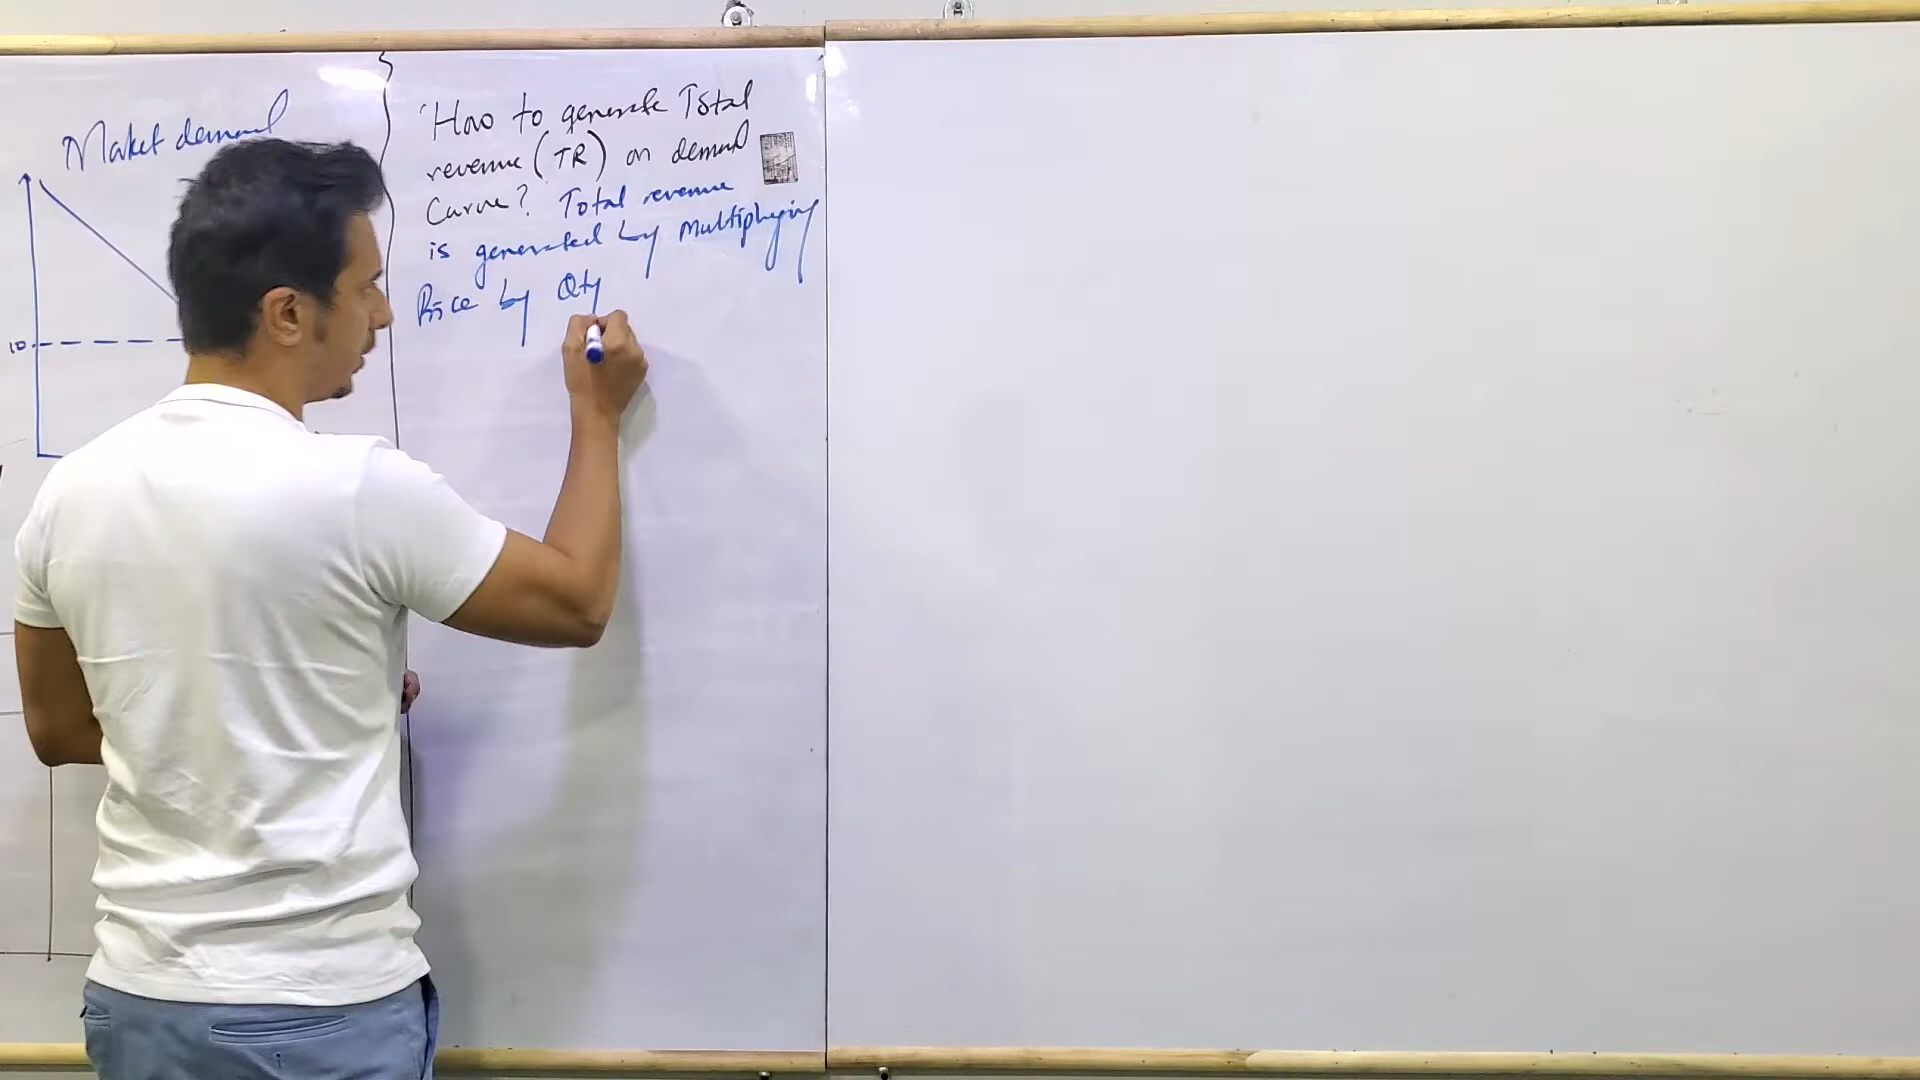 Market demand
10
How to generate Total
revenue (TR) on demand
Curve? Total revenue
is generated by Multiplying
Price by Qty